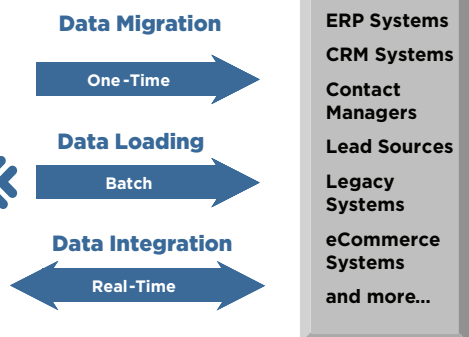 Data Migration
One-Time
Data Loading
Batch
Data Integration
Real-Time
ERP Systems
CRM Systems
Contact
Managers
Lead Sources
Legacy
Systems
eCommerce
Systems
and more...